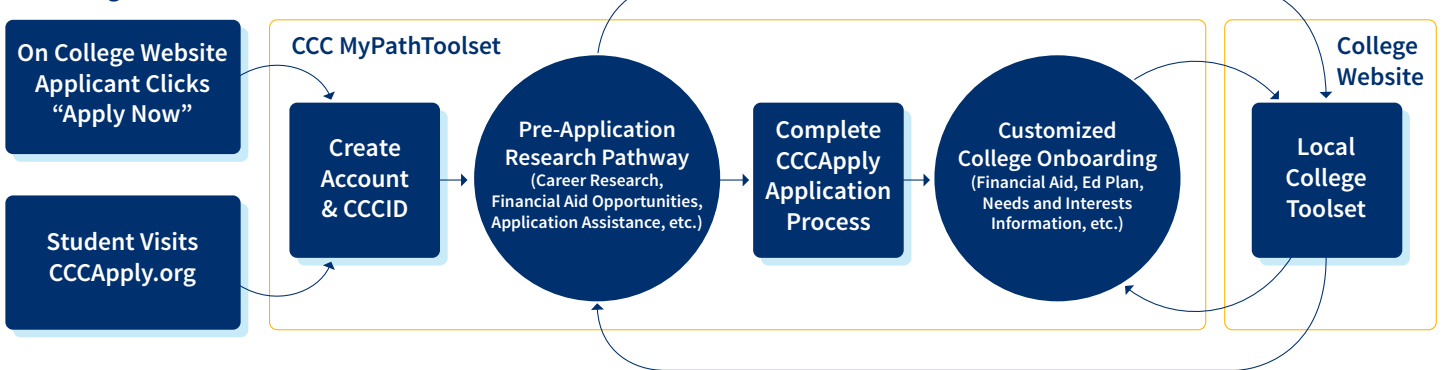 On College Website
Applicant Clicks
“Apply Now”
Student Visits
CCCApply.org
CCC MyPathToolset
Create
Account
& CCCID
Pre-Application
Research Pathway
(Career Research,
Financial Aid Opportunities,
Application Assistance, etc.)
Complete
CCCApply
Application
Process
Customized
College Onboarding
(Financial Aid, Ed Plan,
Needs and Interests
Information, etc.)
College
Website
Local
College
Toolset